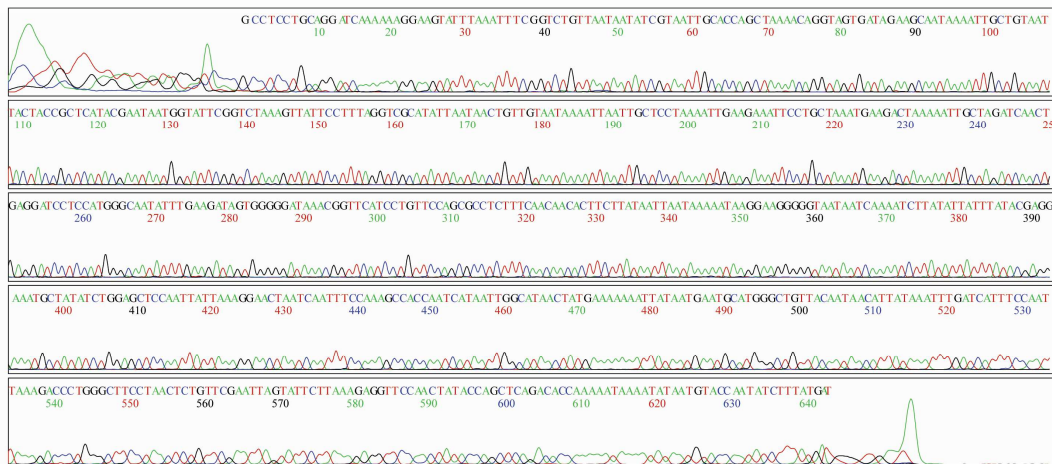 GCCTCCTGCAGGATCAAAAAAGGAAGTATTTAAATTTCGGTCTGTTAATAATATCGTAATTGCACCAGCTAAAACAGGTAGTGATAGAAGCAATAAAATTGCTGTAAT
10 20 30 40 50 60 70 80 90 100
TACTACCGCTCATACGAATAATGGTATTCGGTCTAAAGTTATTCCTTTAGGTCGCATATTAATAACTGTTGTAATAAAATTAATTGCTCCTAAAATTGAAGAAATTCCTGCTAAATGAAGACTAAAAATTGCTAGATCAACT
110 120 130 140 150 160 170 180 190 200 210 220 230 240 25
GAGGATCCTCCATGGGCAATATTTGAAGATAGTGGGGGATAAACGGTTCATCCTGTTCCAGCGCCTCTTTCAACAACACTTCTTATAATTAATAAAAATAAGGAAGGGGGTAATAATCAAAATCTTATATTATTTATACGAGG
260 270 280 290 300 310 320 330 340 350 360 370 380 390
AAATGCTATATCTGGAGCTCCAATTATTAAAGGAACTAATCAATTTCCAAAGCCACCAATCATAATTGGCATAACTATGAAAAAAATTATAATGAATGCATGGGCTGTTACAATAACATTATAAATTTGATCATTTCCAAT
400 410 420 430 440 450 460 470 480 490 500 510 520 530
TAAAGACCCTGGGCTTCCTAACTCTGTTCGAATTAGTATTCTTAAAGAGGTTCCAACTATACCAGCTCAGACACCAAAAATAAAATATAATGTACCAATATCTTTATGAT
540 550 560 570 580 590 600 610 620 630 640